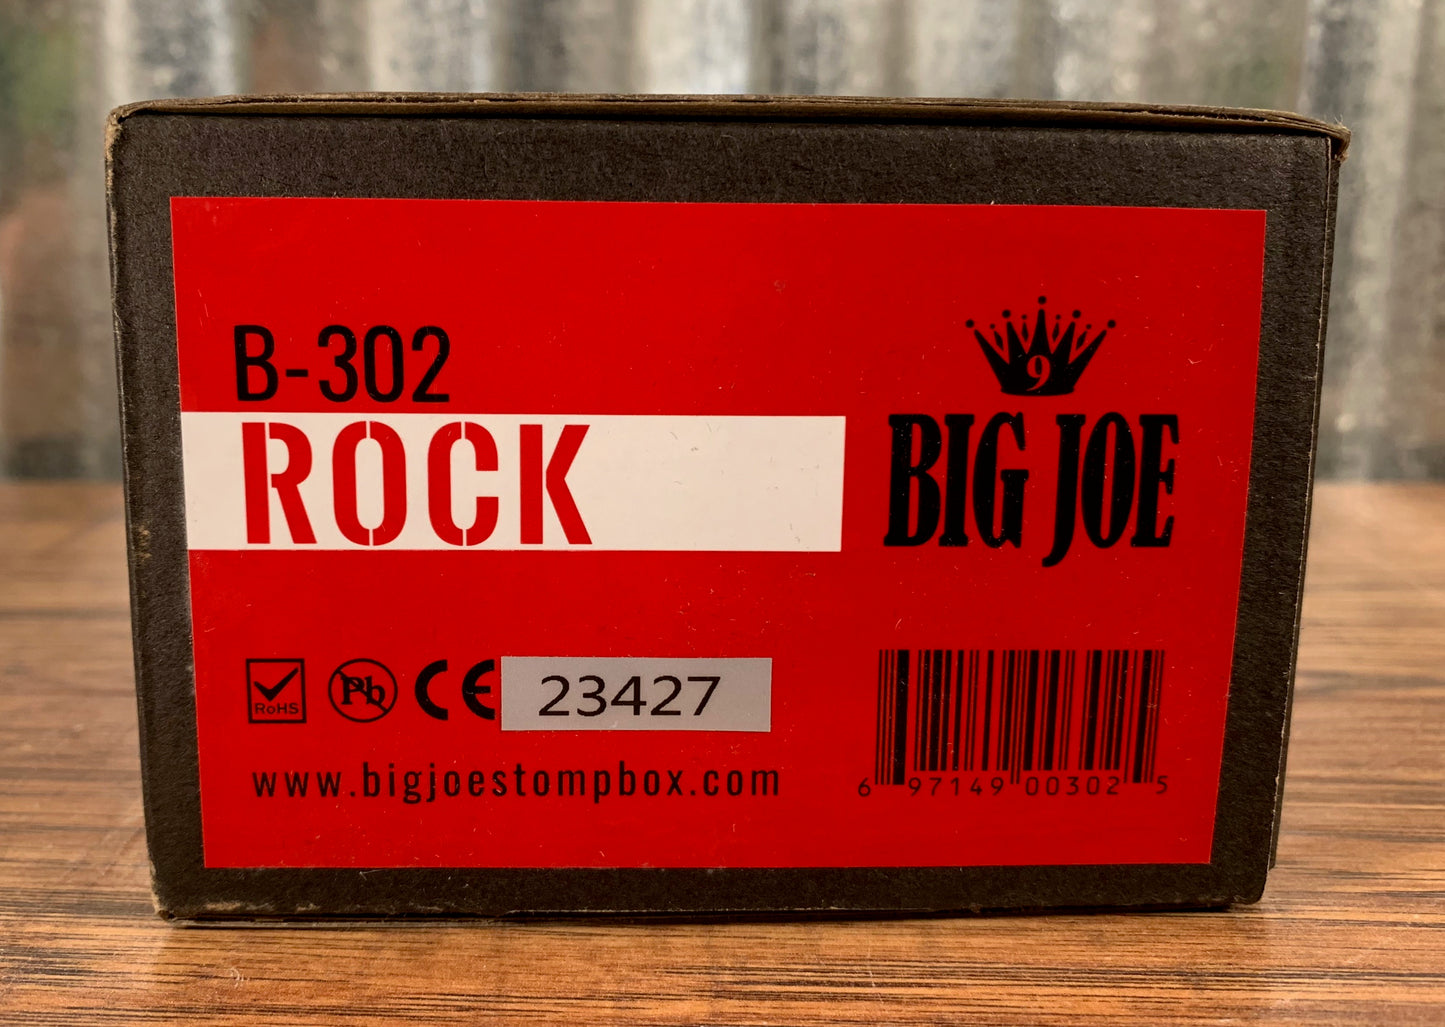 B-302
ROCK
9
BIG JOE
RoHS
Pb
CE
23427
www.bigjoestompbox.com
6 97149 00302 5